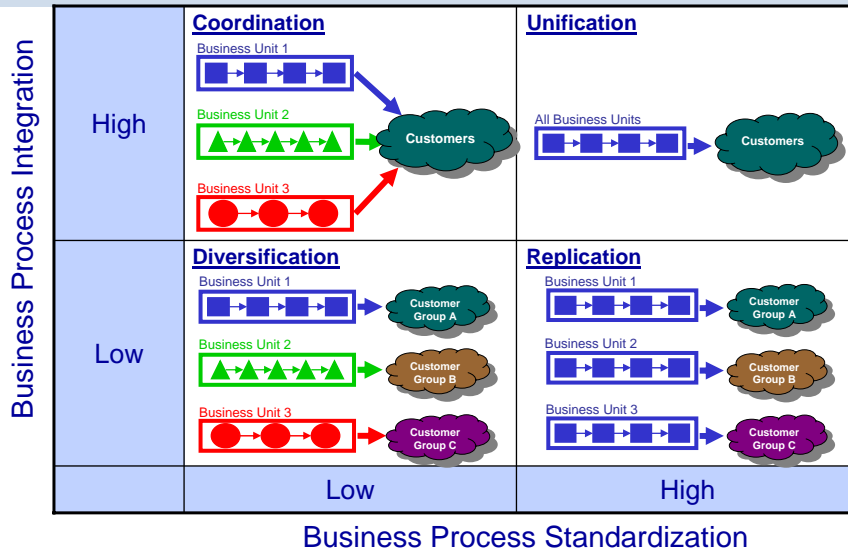 Business Process Integration
High
Coordination
Business Unit 1
Business Unit 2
Business Unit 3
Customers
Unification
All Business Units
Customers
Low
Diversification
Business Unit 1
Customer
Group A
Business Unit 2
Customer
Group B
Business Unit 3
Customer
Group C
Replication
Business Unit 1
Customer
Group A
Business Unit 2
Customer
Group B
Business Unit 3
Customer
Group C
Low
High
Business Process Standardization